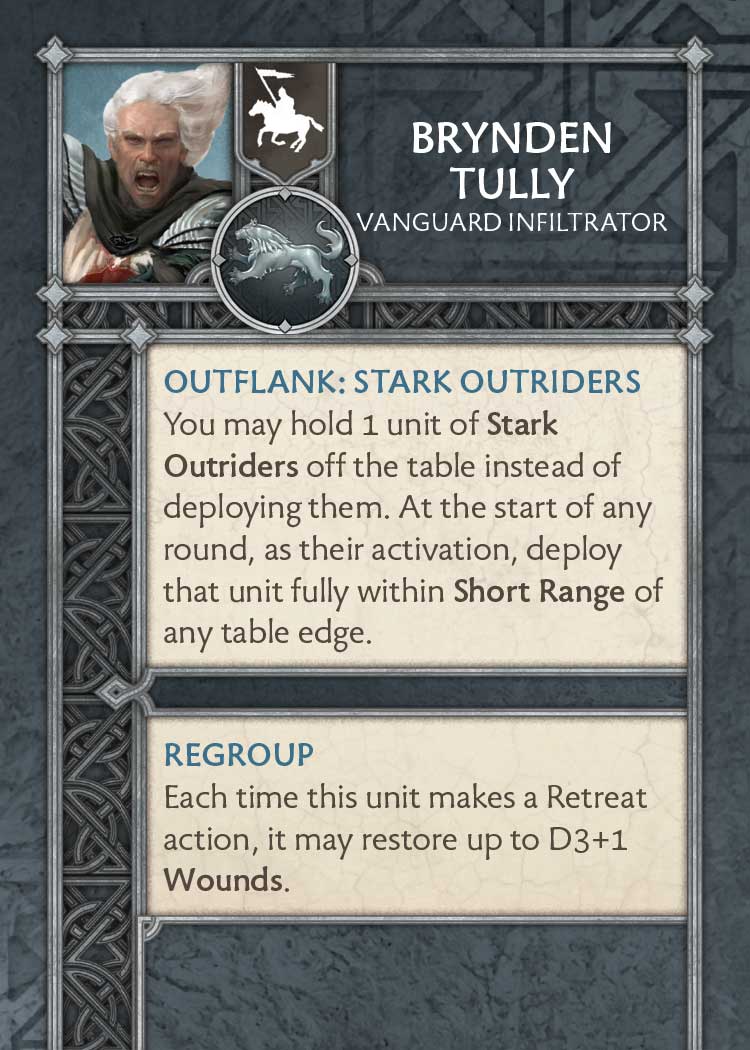 BRYNDEN
TULLY
VANGUARD INFILTRATOR
OUTFLANK: STARK OUTRIDERS
You may hold 1 unit of Stark
Outriders off the table instead of
deploying them. At the start of any
round, as their activation, deploy
that unit fully within Short Range of
any table edge.
REGROUP
Each time this unit makes a Retreat
action, it may restore up to D3+1
Wounds.